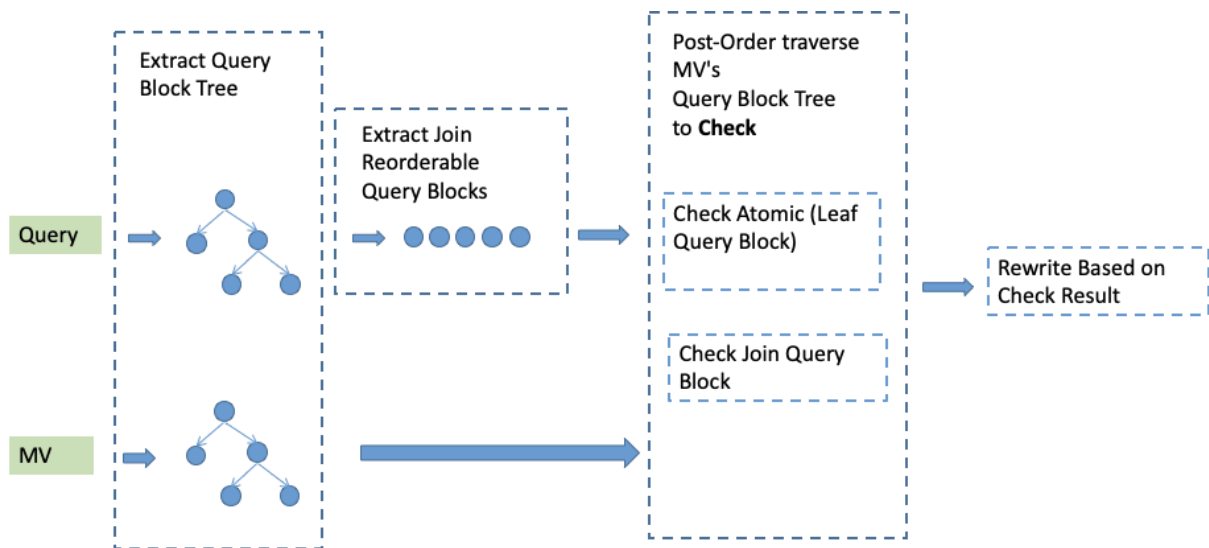 Extract Query
Block Tree
Extract Join
Reorderable
Query Blocks
Post-Order traverse
MV's
Query Block Tree
to Check
Query
Check Atomic (Leaf
Query Block)
Rewrite Based on
Check Result
Check Join Query
Block
MV